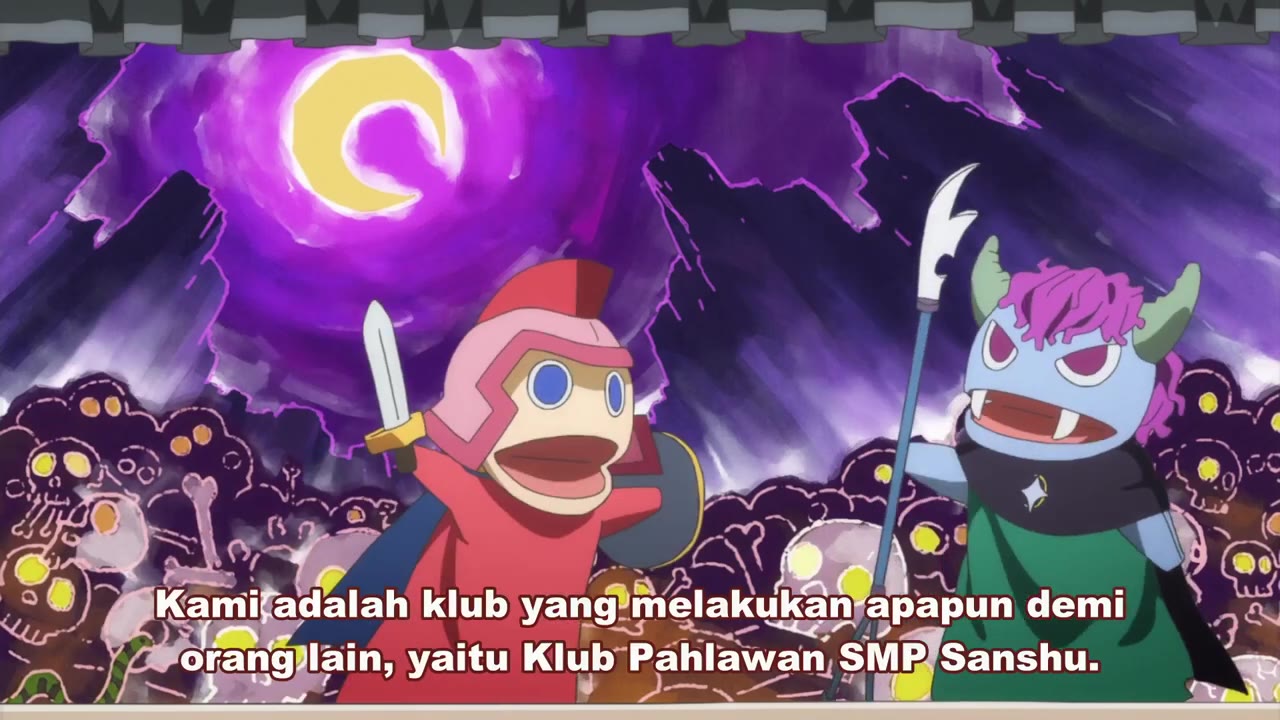 Kami adalah klub yang melakukan apapun demi
orang lain, yaitu Klub Pahlawan SMP Sanshu.